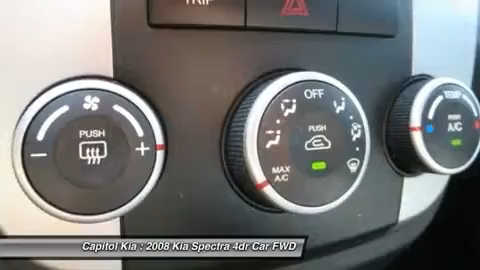 TRIP
OFF
PUSH
PUSH
MAX
A/C
TEMP
PUSH
A/C
Capitol Kia : 2008 Kia Spectra 4dr Car FWD